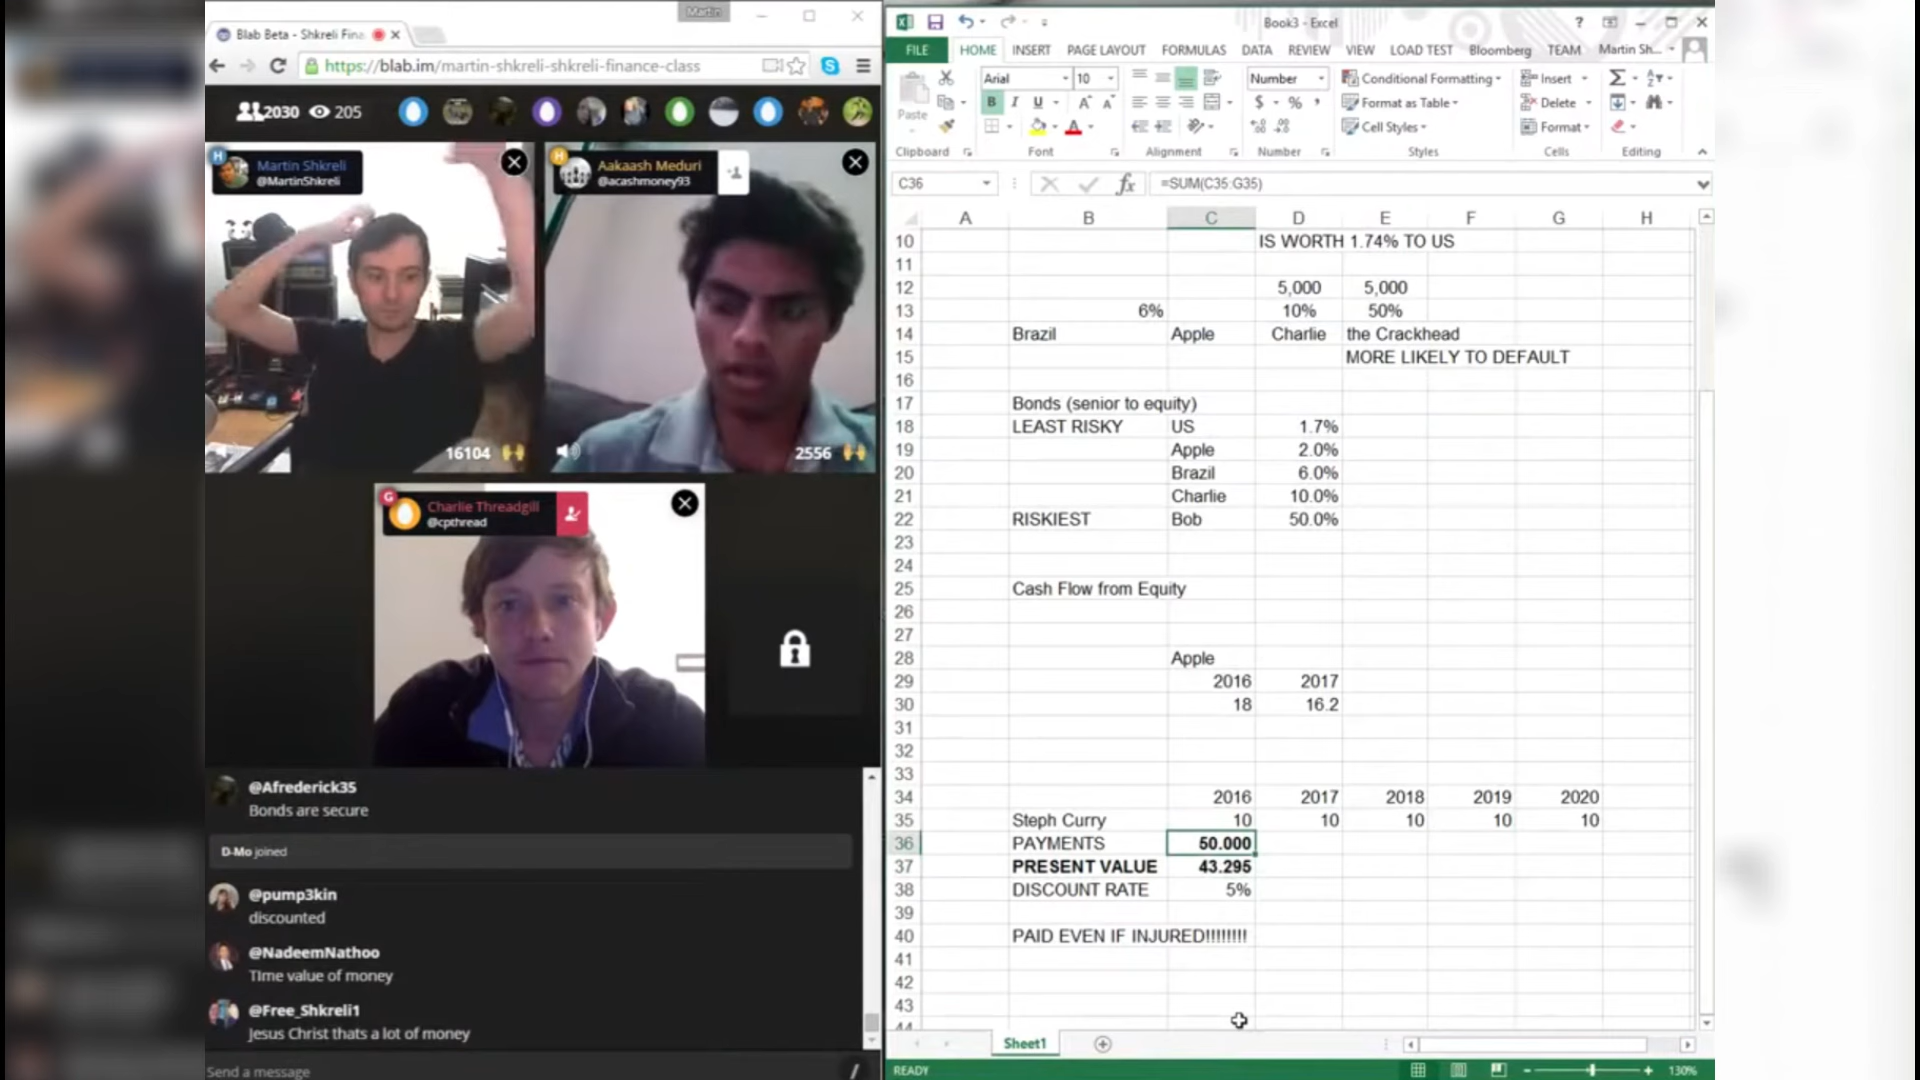 Martin
Blab Beta - Shkreli Fina
https://blab.im/martin-shkreli-shkreli-finance-class
2030 205
H Martin Shkreli
@MartinShkreli
H Aakaash Meduri
@acashmoney93
16104
2556
G Charlie Threadgill
@cpthread
@Afrederick35
Bonds are secure
D-Mo joined
@pump3kin
discounted
@NadeemNathoo
TIme value of money
@Free_Shkreli1
Jesus Christ thats a lot of money
Send a message /
Book3 - Excel
FILE HOME INSERT PAGE LAYOUT FORMULAS DATA REVIEW VIEW LOAD TEST Bloomberg TEAM Martin Sh...
Paste
Arial 10
B I U
Number
$ % ,
Conditional Formatting
Format as Table
Cell Styles
Insert
Delete
Format
Clipboard Font Alignment Number Styles Cells Editing
C36 fx =SUM(C35:G35)
A B C D E F G H
10 IS WORTH 1.74% TO US
11
12 5,000 5,000
13 6% 10% 50%
14 Brazil Apple Charlie the Crackhead
15 MORE LIKELY TO DEFAULT
16
17 Bonds (senior to equity)
18 LEAST RISKY US 1.7%
19 Apple 2.0%
20 Brazil 6.0%
21 Charlie 10.0%
22 RISKIEST Bob 50.0%
23
24
25 Cash Flow from Equity
26
27
28 Apple
29 2016 2017
30 18 16.2
31
32
33
34 2016 2017 2018 2019 2020
35 Steph Curry 10 10 10 10 10
36 PAYMENTS 50.000
37 PRESENT VALUE 43.295
38 DISCOUNT RATE 5%
39
40 PAID EVEN IF INJURED!!!!!!!!
41
42
43
44
Sheet1
READY 130%